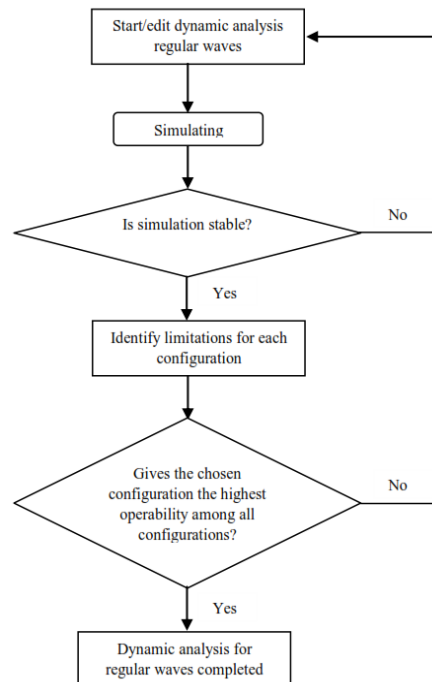 Start/edit dynamic analysis
regular waves
Simulating
Is simulation stable?
No
Yes
Identify limitations for each
configuration
Gives the chosen
configuration the highest
operability among all
configurations?
No
Yes
Dynamic analysis for
regular waves completed